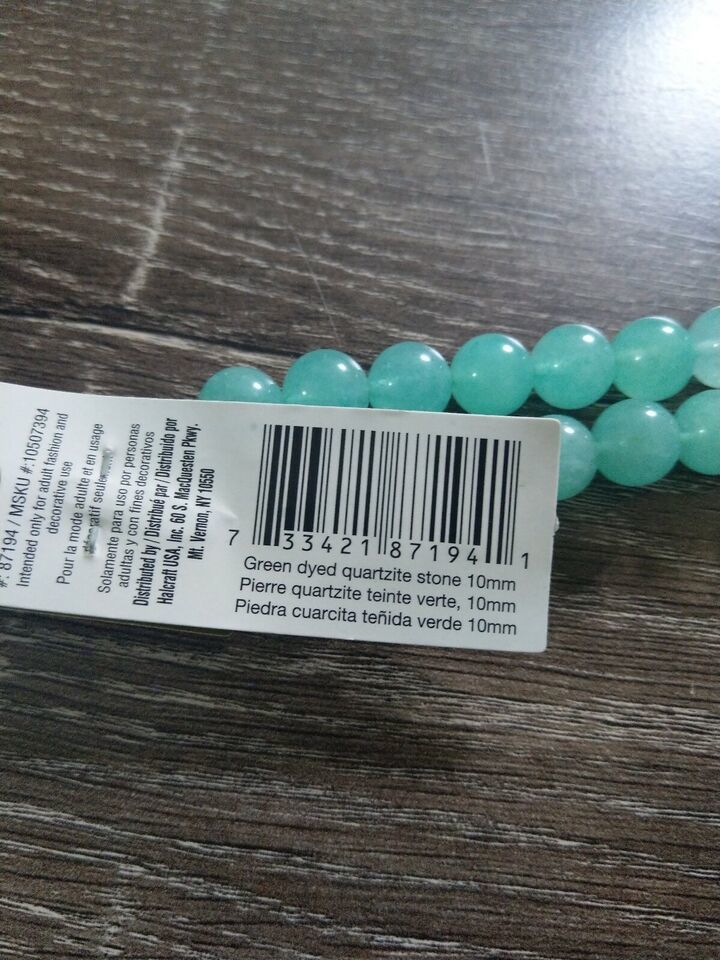 #: 87194 / MSKU #:10507394
Intended only for adult fashion and
decorative use
Pour la mode adulte et en usage
Solamente para uso por personas
adultas y con fines decorativos
Distributed by / Distribué par / Distribuido por
Halcraft USA, Inc. 60 S. MacQuesten Pkwy.
Mt. Vernon, NY 10550
7 33421 87194 1
Green dyed quartzite stone 10mm
Pierre quartzite teinte verte, 10mm
Piedra cuarcita teñida verde 10mm